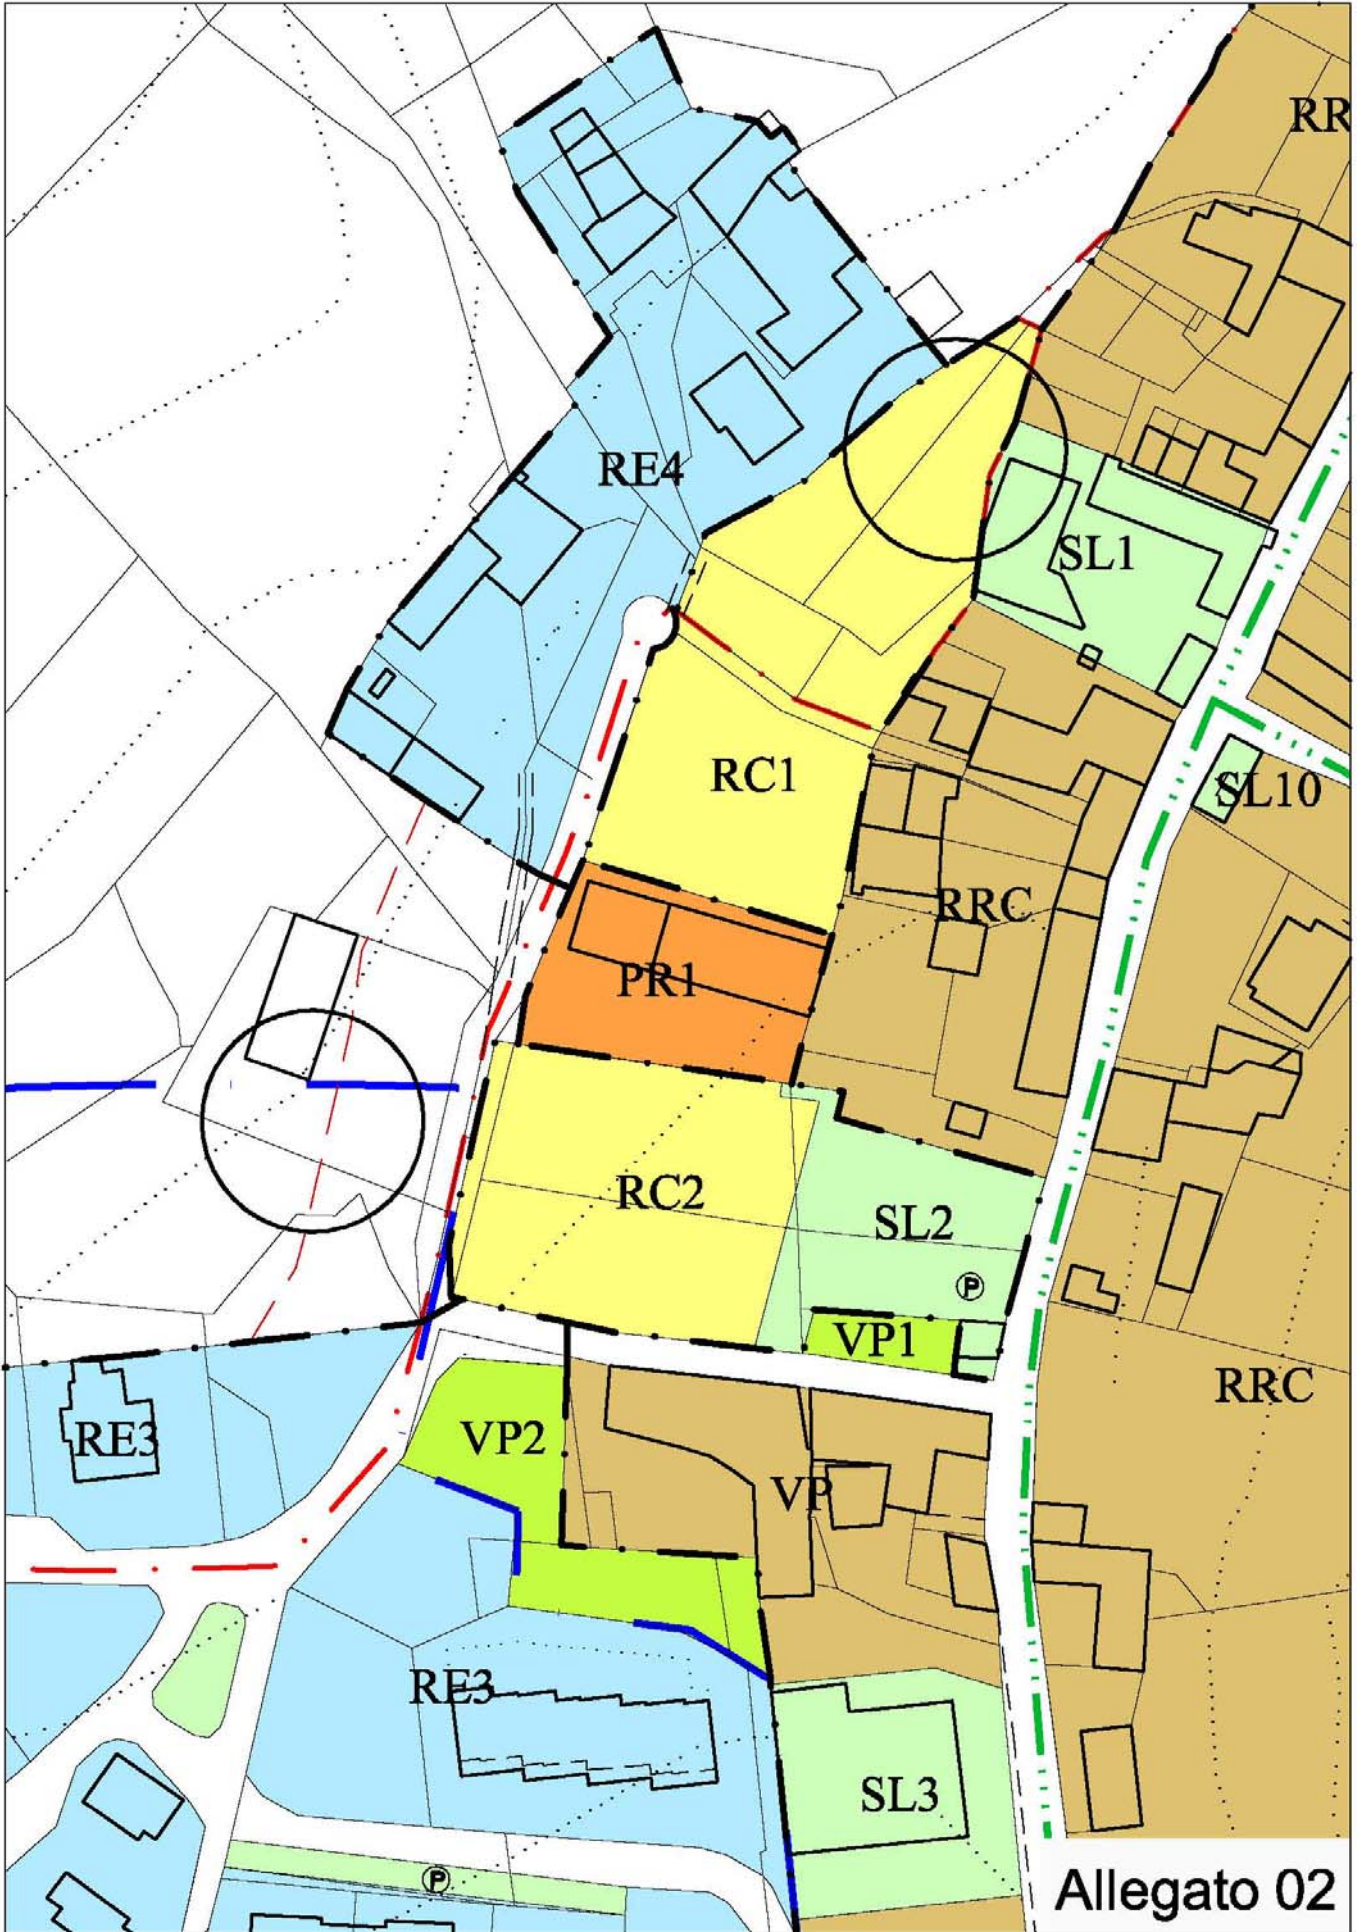 RR
RE4
SL1
RC1
SL10
RRC
PR1
RC2
SL2
P
VP1
RRC
RE3
VP2
VP
RE3
SL3
P
Allegato 02